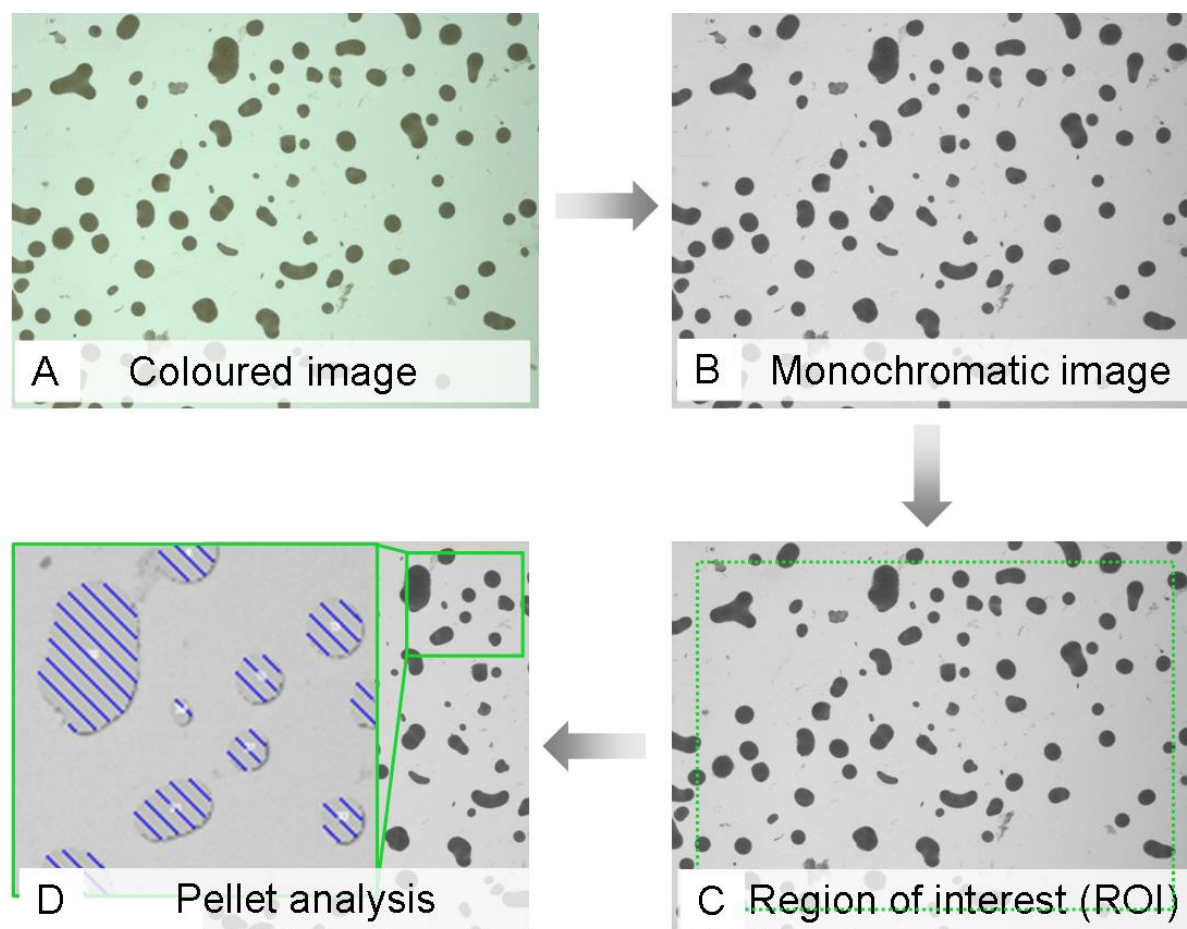 A Coloured image
B Monochromatic image
D Pellet analysis
C Region of interest (ROI)